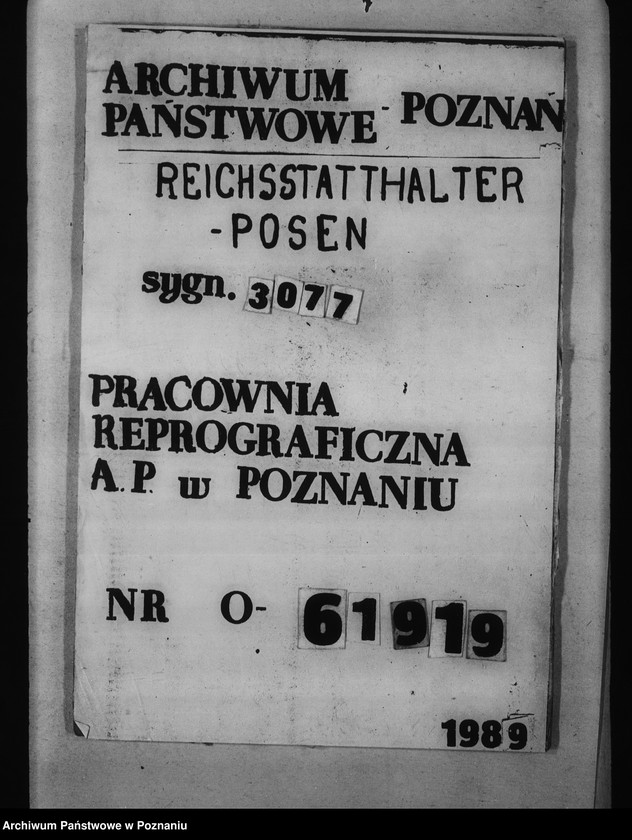 ARCHIWUM
PAŃSTWOWE - POZNAŃ
REICHSSTATTHALTER
-POSEN
sygn. 3077
PRACOWNIA
REPROGRAFICZNA
A.P. w POZNANIU
NR O- 61919
1989
Archiwum Państwowe w Poznaniu